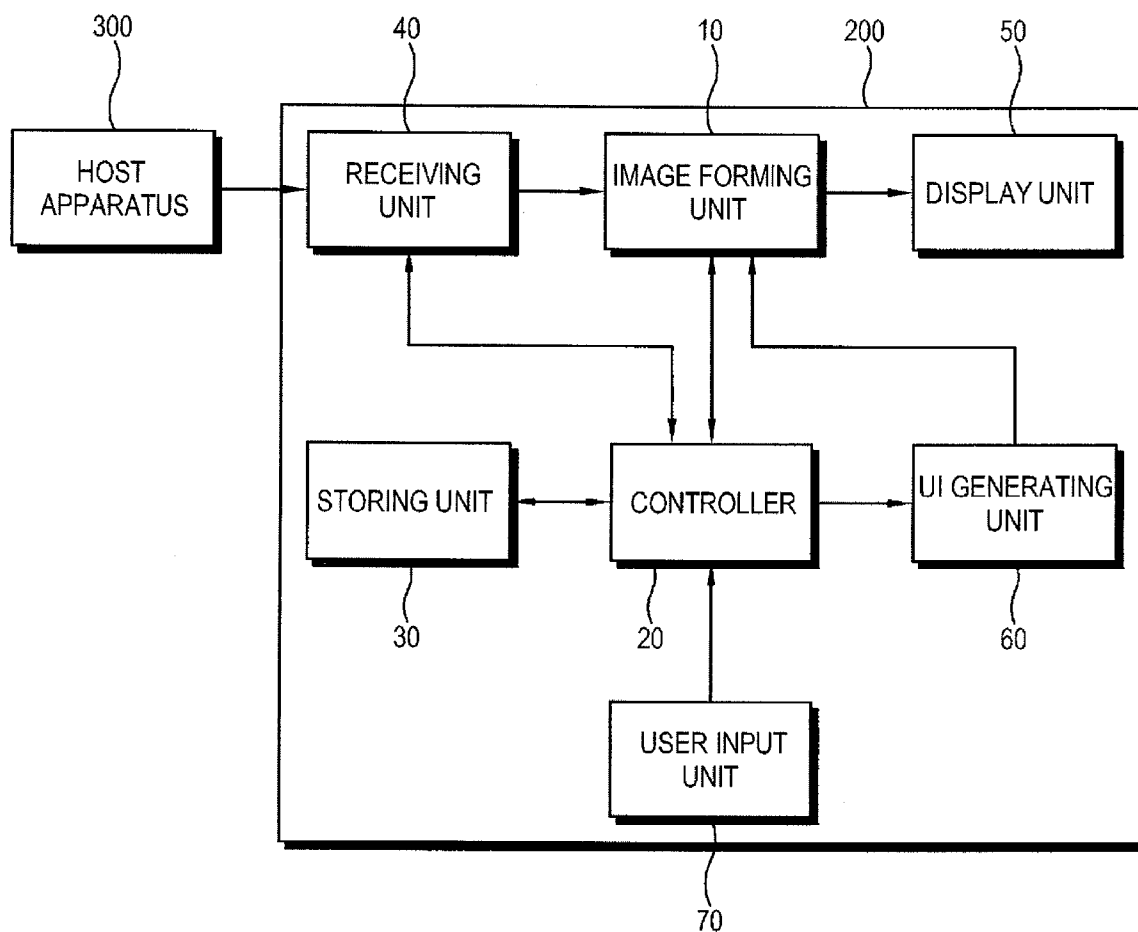 300
40
10
200
50
HOST
APPARATUS
RECEIVING
UNIT
IMAGE FORMING
UNIT
DISPLAY UNIT
STORING UNIT
CONTROLLER
UI GENERATING
UNIT
30
20
60
USER INPUT
UNIT
70